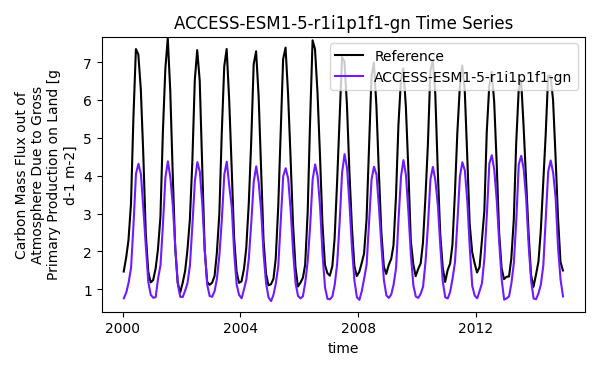 ACCESS-ESM1-5-r1i1p1f1-gn Time Series
Carbon Mass Flux out of
Atmosphere Due to Gross
Primary Production on Land [g
d-1 m-2]
7
6
5
4
3
2
1
Reference
ACCESS-ESM1-5-r1i1p1f1-gn
2000
2004
2008
2012
time